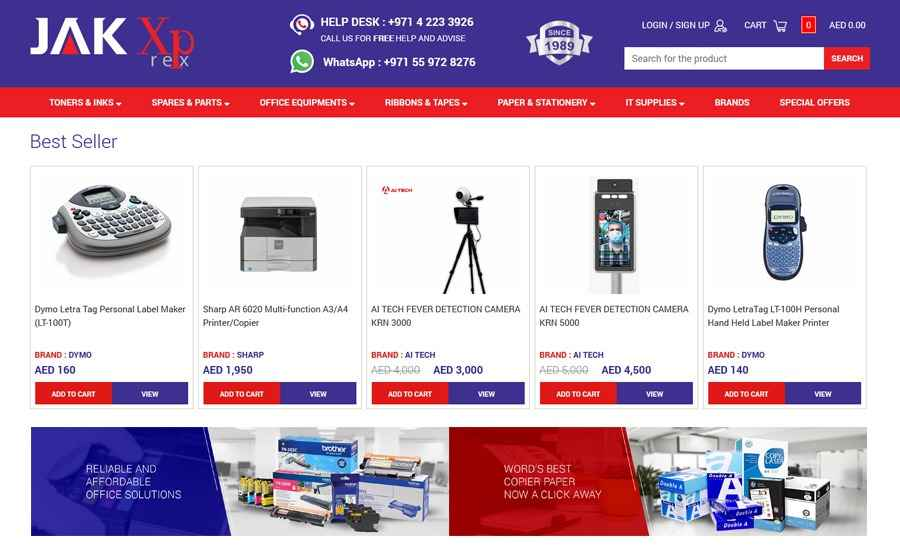 JAK Xp
relx
HELP DESK : +971 4 223 3926
CALL US FOR FREE HELP AND ADVISE
WhatsApp : +971 55 972 8276
SINCE
1989
LOGIN / SIGN UP
CART
0
AED 0.00
Search for the product
SEARCH
TONERS & INKS
SPARES & PARTS
OFFICE EQUIPMENTS
RIBBONS & TAPES
PAPER & STATIONERY
IT SUPPLIES
BRANDS
SPECIAL OFFERS
Best Seller
Dymo Letra Tag Personal Label Maker
(LT-100T)
BRAND : DYMO
AED 160
ADD TO CART
VIEW
Sharp AR 6020 Multi-function A3/A4
Printer/Copier
BRAND : SHARP
AED 1,950
ADD TO CART
VIEW
AI TECH
AI TECH FEVER DETECTION CAMERA
KRN 3000
BRAND : AI TECH
AED 4,000 AED 3,000
ADD TO CART
VIEW
AI TECH FEVER DETECTION CAMERA
KRN 5000
BRAND : AI TECH
AED 5,000 AED 4,500
ADD TO CART
VIEW
DYMO
Dymo LetraTag LT-100H Personal
Hand Held Label Maker Printer
BRAND : DYMO
AED 140
ADD TO CART
VIEW
RELIABLE AND
AFFORDABLE
OFFICE SOLUTIONS
brother
brother
WORD'S BEST
COPIER PAPER
NOW A CLICK AWAY
Double A
Double A
COPY
LASER